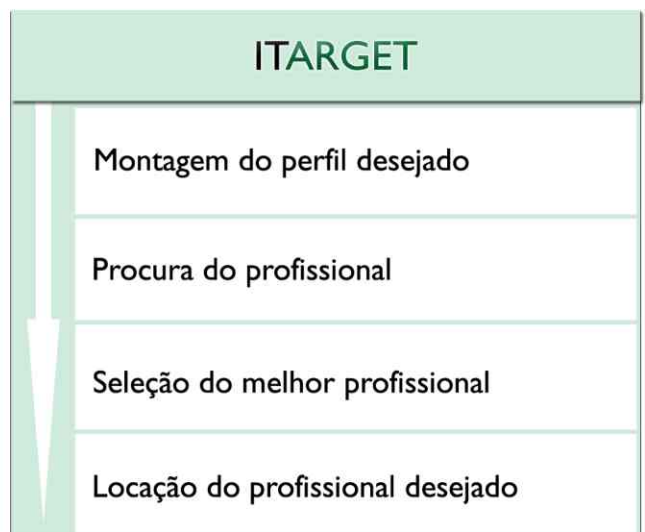 ITARGET
Montagem do perfil desejado
Procura do profissional
Seleção do melhor profissional
Locação do profissional desejado